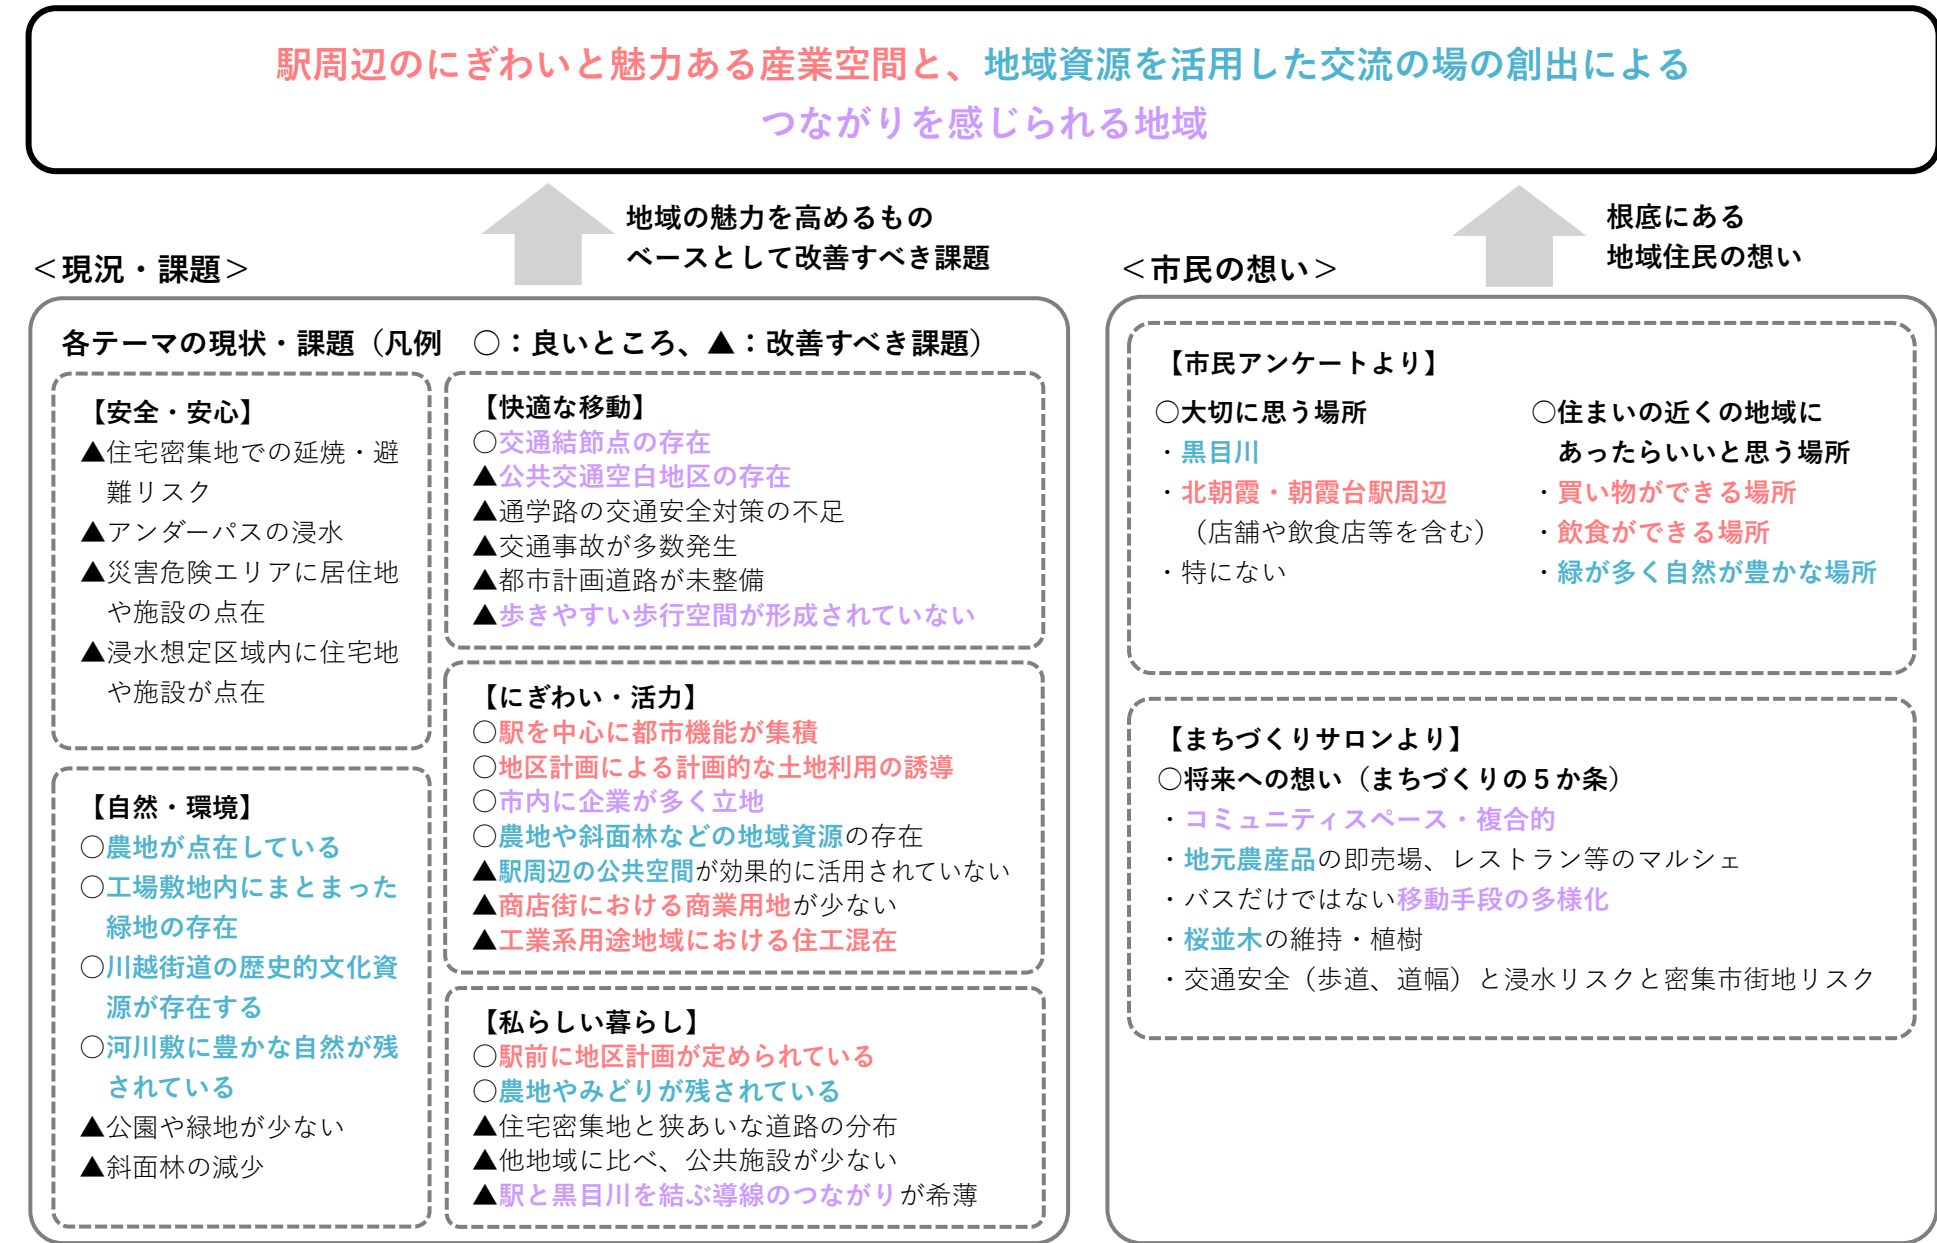 駅周辺のにぎわいと魅力ある産業空間と、地域資源を活用した交流の場の創出による
つながりを感じられる地域
地域の魅力を高めるもの
ベースとして改善すべき課題
根底にある
地域住民の想い
＜現況・課題＞
各テーマの現状・課題（凡例　○：良いところ、▲：改善すべき課題）
【安全・安心】
▲住宅密集地での延焼・避
難リスク
▲アンダーパスの浸水
▲災害危険エリアに居住地
や施設の点在
▲浸水想定区域内に住宅地
や施設が点在
【自然・環境】
○農地が点在している
○工場敷地内にまとまった
緑地の存在
○川越街道の歴史的文化資
源が存在する
○河川敷に豊かな自然が残
されている
▲公園や緑地が少ない
▲斜面林の減少
【快適な移動】
○交通結節点の存在
▲公共交通空白地区の存在
▲通学路の交通安全対策の不足
▲交通事故が多数発生
▲都市計画道路が未整備
▲歩きやすい歩行空間が形成されていない
【にぎわい・活力】
○駅を中心に都市機能が集積
○地区計画による計画的な土地利用の誘導
○市内に企業が多く立地
○農地や斜面林などの地域資源の存在
▲駅周辺の公共空間が効果的に活用されていない
▲商店街における商業用地が少ない
▲工業系用途地域における住工混在
【私らしい暮らし】
○駅前に地区計画が定められている
○農地やみどりが残されている
▲住宅密集地と狭あいな道路の分布
▲他地域に比べ、公共施設が少ない
▲駅と黒目川を結ぶ導線のつながりが希薄
＜市民の想い＞
【市民アンケートより】
○大切に思う場所
・黒目川
・北朝霞・朝霞台駅周辺
（店舗や飲食店等を含む）
・特にない
○住まいの近くの地域に
あったらいいと思う場所
・買い物ができる場所
・飲食ができる場所
・緑が多く自然が豊かな場所
【まちづくりサロンより】
○将来への想い（まちづくりの５か条）
・コミュニティスペース・複合的
・地元農産品の即売場、レストラン等のマルシェ
・バスだけではない移動手段の多様化
・桜並木の維持・植樹
・交通安全（歩道、道幅）と浸水リスクと密集市街地リスク